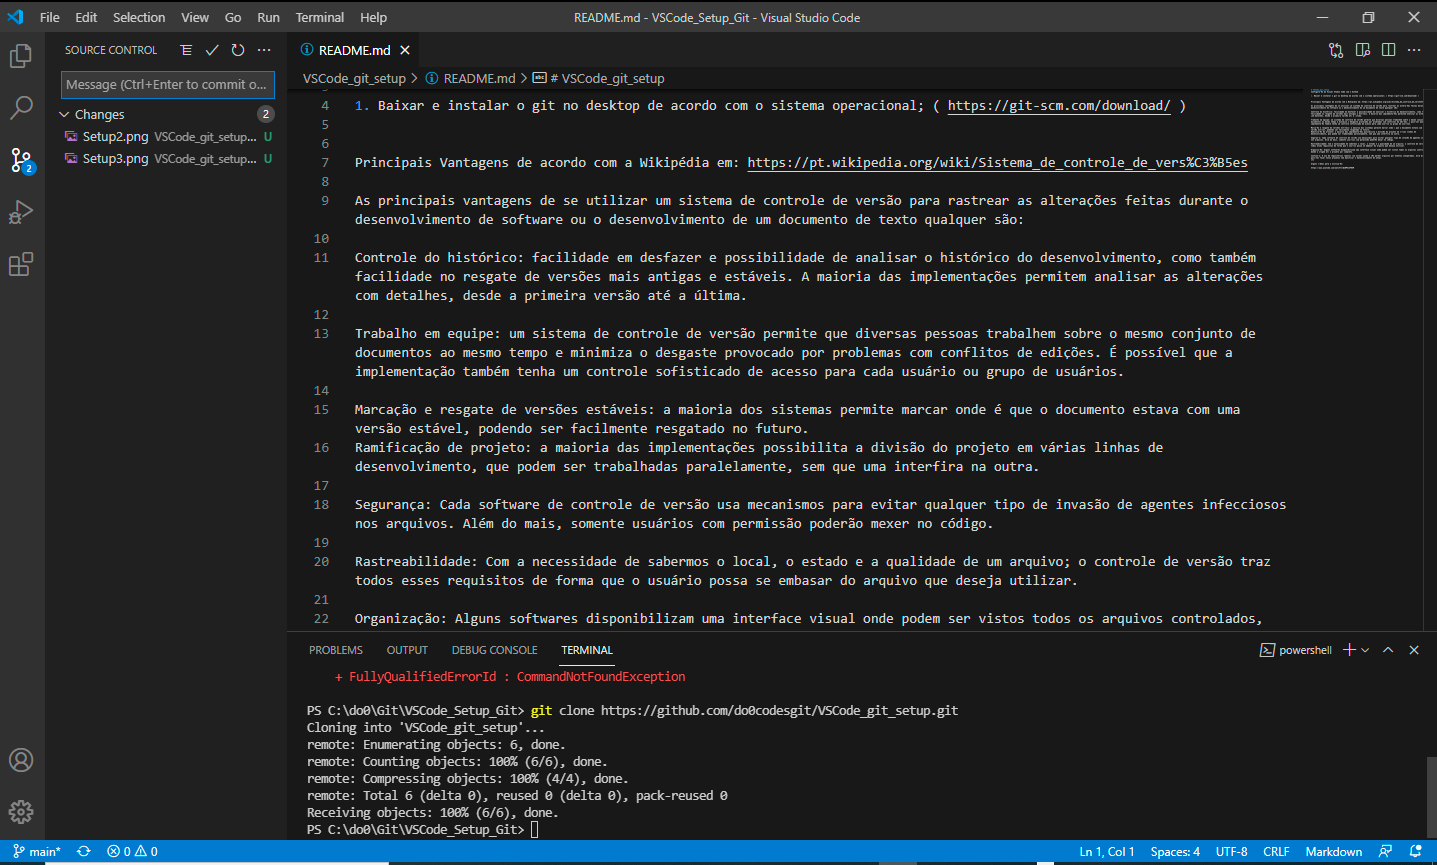 File Edit Selection View Go Run Terminal Help README.md - VSCode_Setup_Git - Visual Studio Code
SOURCE CONTROL
README.md
Message (Ctrl+Enter to commit o...
VSCode_git_setup > README.md > # VSCode_git_setup
Changes 2
Setup2.png VSCode_git_setup... U
Setup3.png VSCode_git_setup... U
2
4 1. Baixar e instalar o git no desktop de acordo com o sistema operacional; ( https://git-scm.com/download/ )
5
6
7 Principais Vantagens de acordo com a Wikipédia em: https://pt.wikipedia.org/wiki/Sistema_de_controle_de_vers%C3%B5es
8
9 As principais vantagens de se utilizar um sistema de controle de versão para rastrear as alterações feitas durante o
desenvolvimento de software ou o desenvolvimento de um documento de texto qualquer são:
10
11 Controle do histórico: facilidade em desfazer e possibilidade de analisar o histórico do desenvolvimento, como também
facilidade no resgate de versões mais antigas e estáveis. A maioria das implementações permitem analisar as alterações
com detalhes, desde a primeira versão até a última.
12
13 Trabalho em equipe: um sistema de controle de versão permite que diversas pessoas trabalhem sobre o mesmo conjunto de
documentos ao mesmo tempo e minimiza o desgaste provocado por problemas com conflitos de edições. É possível que a
implementação também tenha um controle sofisticado de acesso para cada usuário ou grupo de usuários.
14
15 Marcação e resgate de versões estáveis: a maioria dos sistemas permite marcar onde é que o documento estava com uma
versão estável, podendo ser facilmente resgatado no futuro.
16 Ramificação de projeto: a maioria das implementações possibilita a divisão do projeto em várias linhas de
desenvolvimento, que podem ser trabalhadas paralelamente, sem que uma interfira na outra.
17
18 Segurança: Cada software de controle de versão usa mecanismos para evitar qualquer tipo de invasão de agentes infecciosos
nos arquivos. Além do mais, somente usuários com permissão poderão mexer no código.
19
20 Rastreabilidade: Com a necessidade de sabermos o local, o estado e a qualidade de um arquivo; o controle de versão traz
todos esses requisitos de forma que o usuário possa se embasar do arquivo que deseja utilizar.
21
22 Organização: Alguns softwares disponibilizam uma interface visual onde podem ser vistos todos os arquivos controlados,
PROBLEMS OUTPUT DEBUG CONSOLE TERMINAL powershell
+ FullyQualifiedErrorId : CommandNotFoundException
PS C:\do0\Git\VSCode_Setup_Git> git clone https://github.com/do0codesgit/VSCode_git_setup.git
Cloning into 'VSCode_git_setup'...
remote: Enumerating objects: 6, done.
remote: Counting objects: 100% (6/6), done.
remote: Compressing objects: 100% (4/4), done.
remote: Total 6 (delta 0), reused 0 (delta 0), pack-reused 0
Receiving objects: 100% (6/6), done.
PS C:\do0\Git\VSCode_Setup_Git>
main* 0 0 Ln 1, Col 1 Spaces: 4 UTF-8 CRLF Markdown